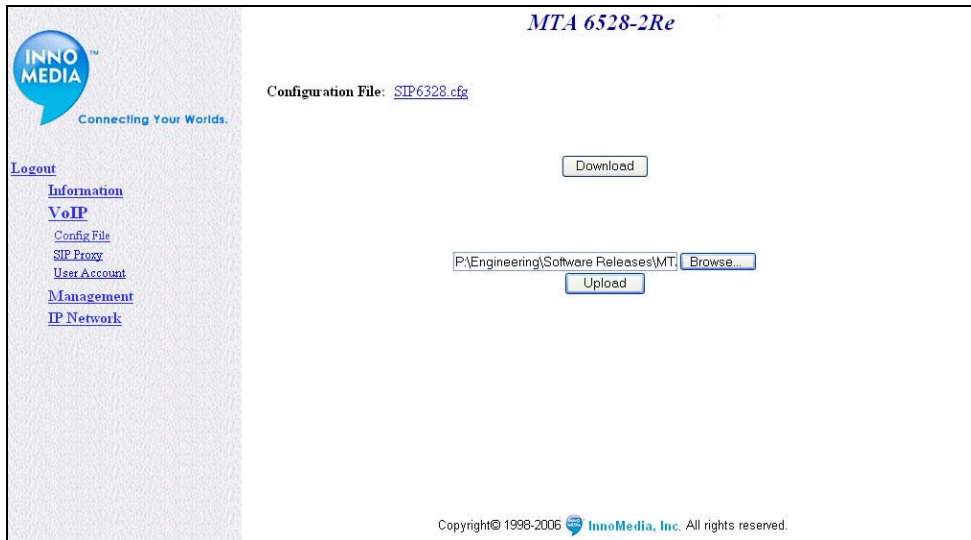 MTA 6528-2Re
INNO
MEDIA™
Connecting Your Worlds.
Configuration File: SIP6328.cfg
Logout
Information
VoIP
Config File
SIP Proxy
User Account
Management
IP Network
Download
P:\Engineering\Software Releases\MT. Browse...
Upload
Copyright© 1998-2006 INNO MEDIA InnoMedia, Inc. All rights reserved.